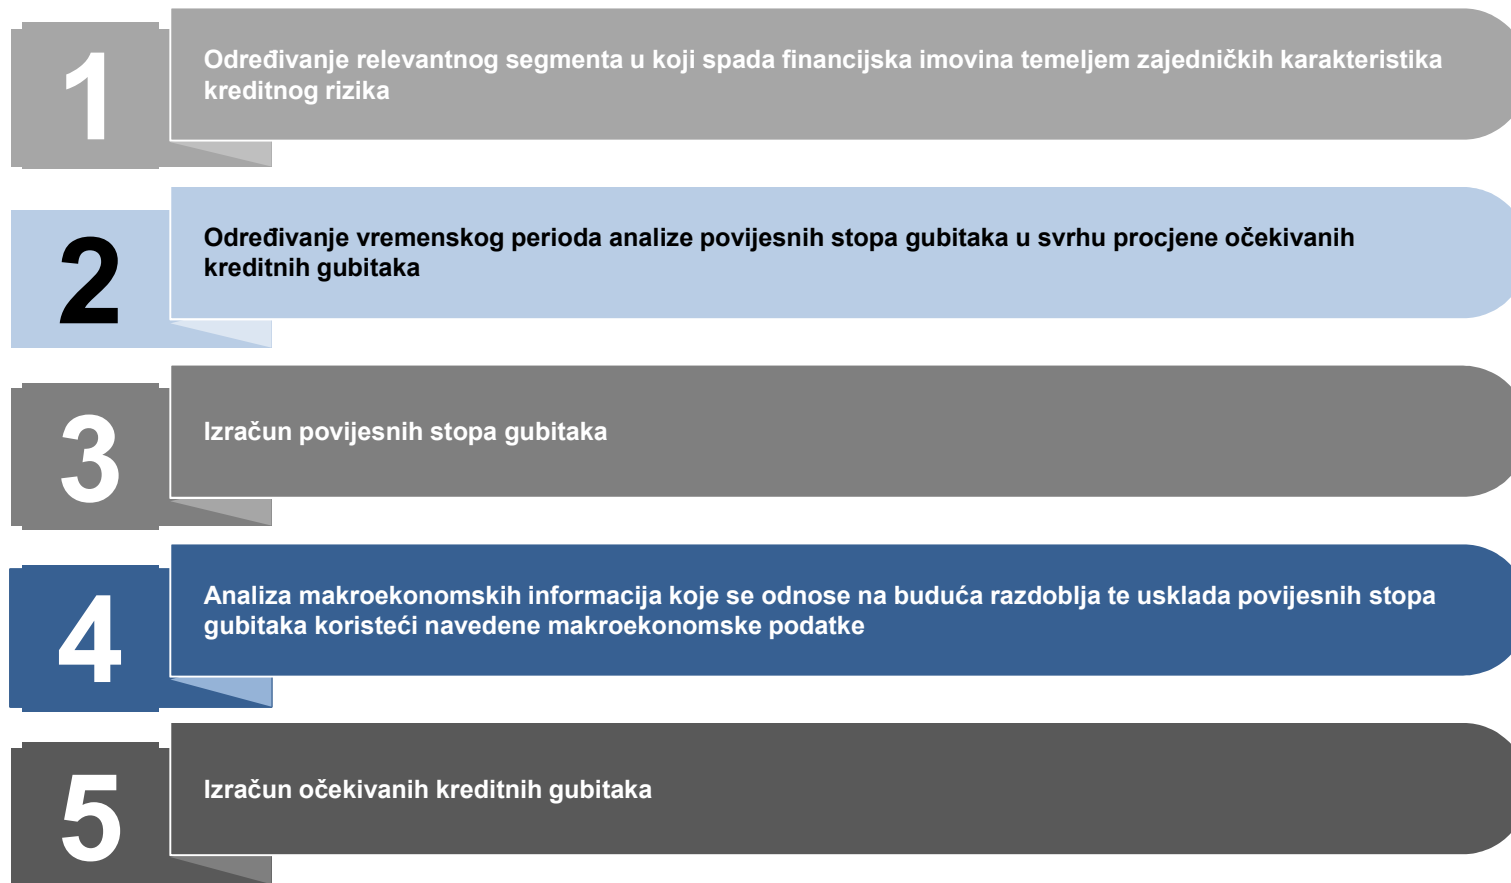 1
Određivanje relevantnog segmenta u koji spada financijska imovina temeljem zajedničkih karakteristika
kreditnog rizika
2
Određivanje vremenskog perioda analize povijesnih stopa gubitaka u svrhu procjene očekivanih
kreditnih gubitaka
3
Izračun povijesnih stopa gubitaka
4
Analiza makroekonomskih informacija koje se odnose na buduća razdoblja te usklada povijesnih stopa
gubitaka koristeći navedene makroekonomske podatke
5
Izračun očekivanih kreditnih gubitaka